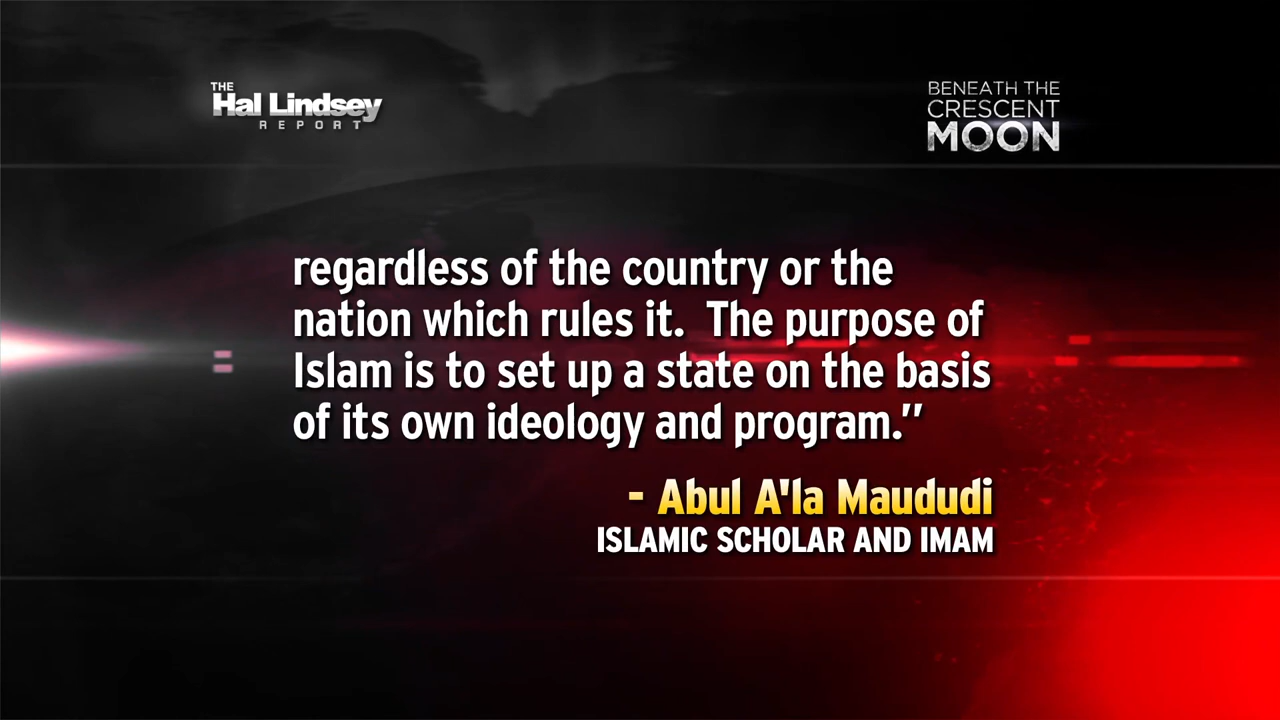 THE
Hal Lindsey
REPORT
BENEATH THE
CRESCENT
MOON
regardless of the country or the
nation which rules it.  The purpose of
Islam is to set up a state on the basis
of its own ideology and program.”
- Abul A'la Maududi
ISLAMIC SCHOLAR AND IMAM